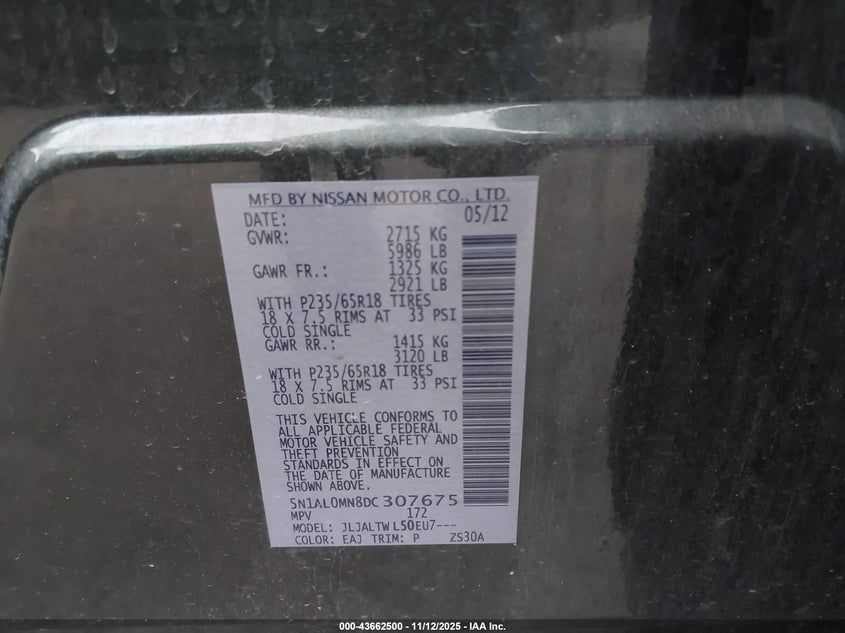 MFD BY NISSAN MOTOR CO., LTD.
DATE: 05/12
GVWR: 2715 KG
5986 LB
GAWR FR.: 1325 KG
2921 LB
WITH P235/65R18 TIRES
18 X 7.5 RIMS AT 33 PSI
COLD SINGLE
GAWR RR.: 1415 KG
3120 LB
WITH P235/65R18 TIRES
18 X 7.5 RIMS AT 33 PSI
COLD SINGLE
THIS VEHICLE CONFORMS TO
ALL APPLICABLE FEDERAL
MOTOR VEHICLE SAFETY AND
THEFT PREVENTION
STANDARDS IN EFFECT ON
THE DATE OF MANUFACTURE
SHOWN ABOVE.
5N1AL0MN8DC307675
MPV 172
MODEL: JLJALTWL50EU7---
COLOR: EAJ TRIM: P ZS30A
000-43662500 - 11/12/2025 - IAA Inc.